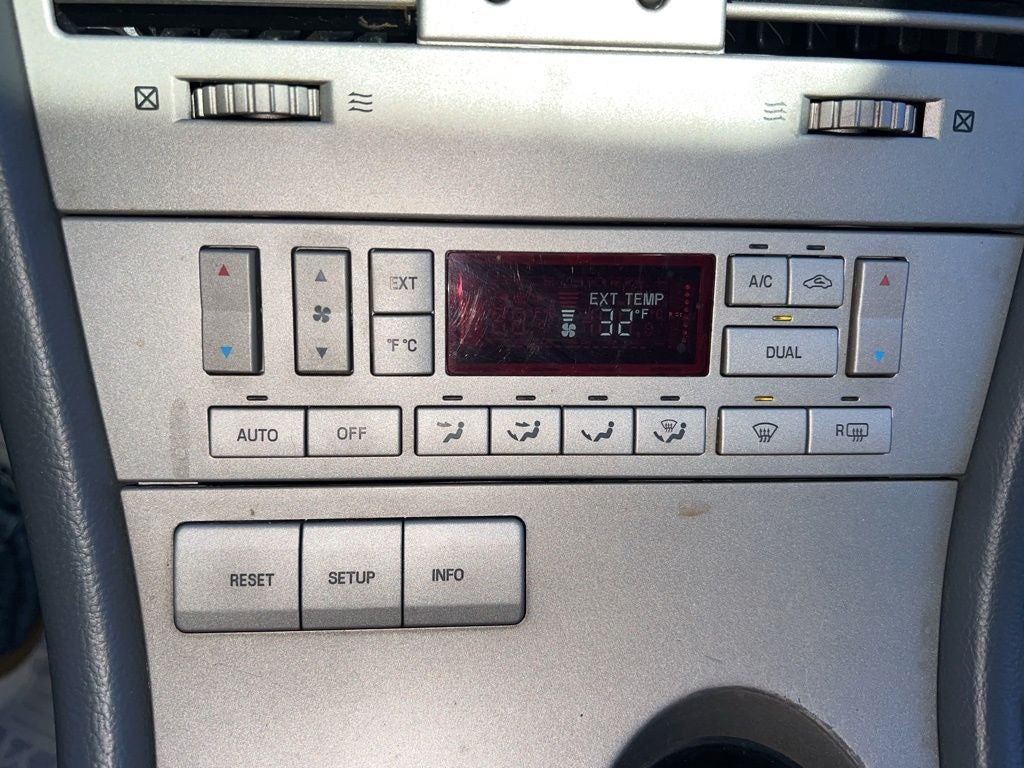 EXT
°F °C
EXT TEMP
32°F
A/C
DUAL
AUTO
OFF
R
RESET
SETUP
INFO